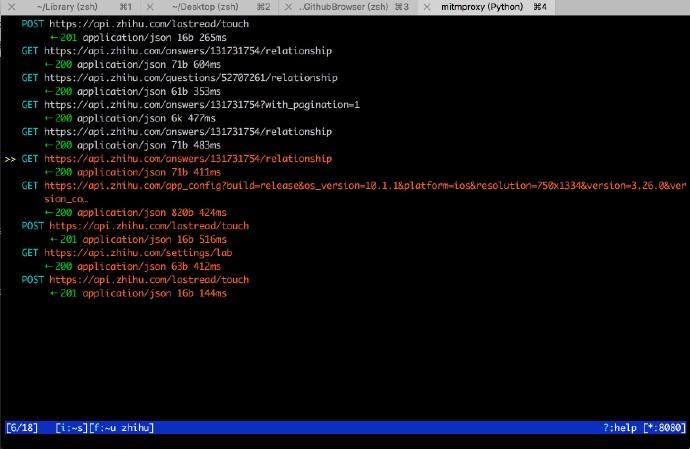 ~/Library (zsh) ⌘1 ~/Desktop (zsh) ⌘2 ..GithubBrowser (zsh) ⌘3 mitmproxy (Python) ⌘4
POST https://api.zhihu.com/lastread/touch
←201 application/json 16b 265ms
GET https://api.zhihu.com/answers/131731754/relationship
←200 application/json 71b 604ms
GET https://api.zhihu.com/questions/52707261/relationship
←200 application/json 61b 353ms
GET https://api.zhihu.com/answers/131731754?with_pagination=1
←200 application/json 6k 477ms
GET https://api.zhihu.com/answers/131731754/relationship
←200 application/json 71b 483ms
>> GET https://api.zhihu.com/answers/131731754/relationship
←200 application/json 71b 411ms
GET https://api.zhihu.com/app_config?build=release&os_version=10.1.1&platform=ios&resolution=750x1334&version=3.26.0&ver
sion_co…
←200 application/json 820b 424ms
POST https://api.zhihu.com/lastread/touch
←201 application/json 16b 516ms
GET https://api.zhihu.com/settings/lab
←200 application/json 63b 412ms
POST https://api.zhihu.com/lastread/touch
←201 application/json 16b 144ms
[6/18] [i:~s][f:~u zhihu] ?:help [*:8080]